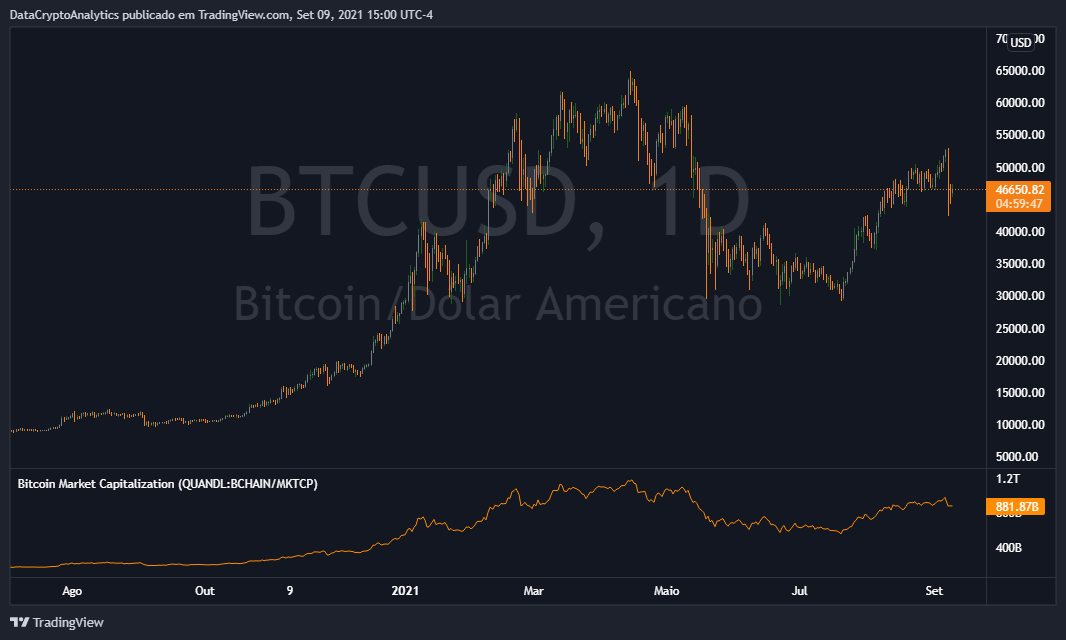 DataCryptoAnalytics publicado em TradingView.com, Set 09, 2021 15:00 UTC-4
USD
65000.00
60000.00
55000.00
50000.00
46650.82
04:59:47
40000.00
35000.00
30000.00
25000.00
20000.00
15000.00
10000.00
5000.00
BTCUSD, 1D
Bitcoin/Dolar Americano
Bitcoin Market Capitalization (QUANDL:BCHAIN/MKTCP)
1.2T
881.87B
400B
Ago Out 9 2021 Mar Maio Jul Set
TradingView